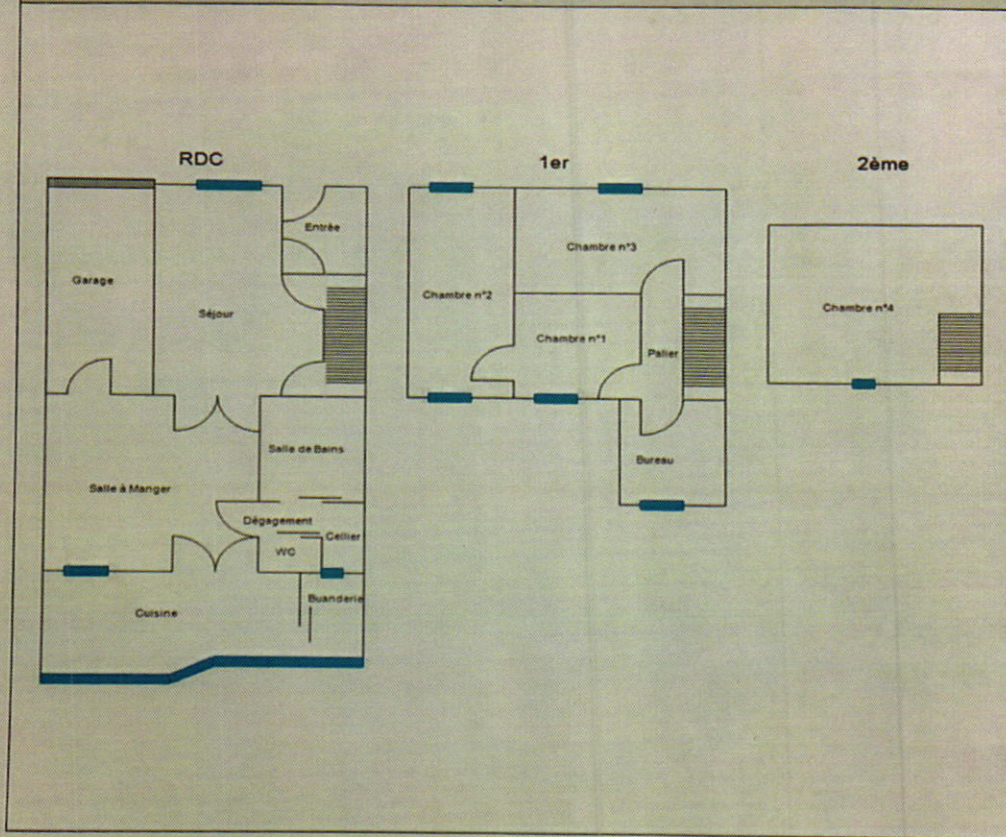 RDC
1er
2ème
Entrée
Garage
Séjour
Chambre n°3
Chambre n°2
Chambre n°1
Palier
Chambre n°4
Salle de Bains
Bureau
Salle à Manger
Dégagement
Cellier
WC
Buanderie
Cuisine